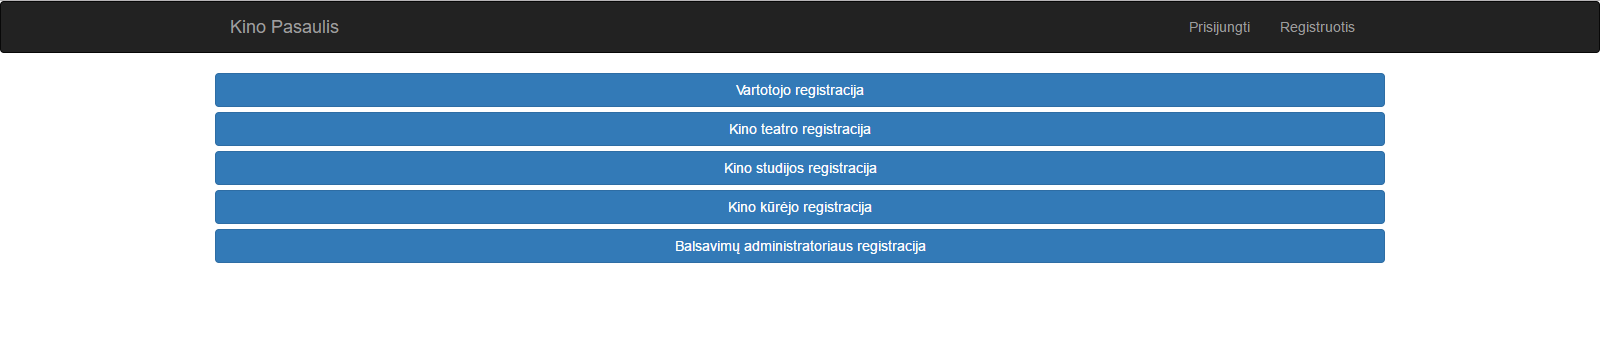 Kino Pasaulis Prisijungti Registruotis
Vartotojo registracija
Kino teatro registracija
Kino studijos registracija
Kino kūrėjo registracija
Balsavimų administratoriaus registracija